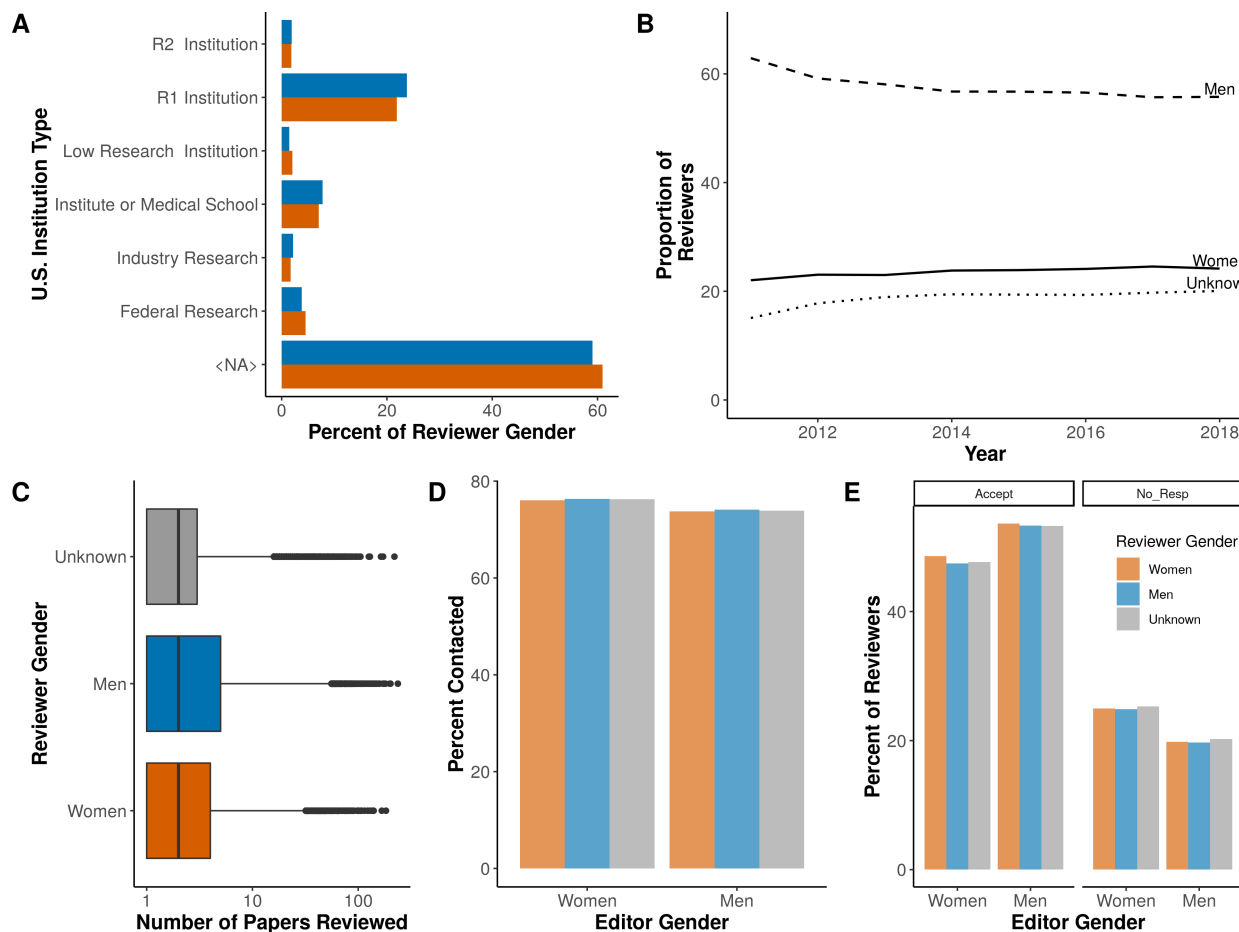 A
U.S. Institution Type
R2  Institution
R1 Institution
Low Research  Institution
Institute or Medical School
Industry Research
Federal Research
<NA>
0 20 40 60
Percent of Reviewer Gender
B
Proportion of
Reviewers
60
40
20
0
Men
Wome
Unknow
2012 2014 2016 2018
Year
C
Reviewer Gender
Unknown
Men
Women
1 10 100
Number of Papers Reviewed
D
Percent Contacted
80
60
40
20
0
Women Men
Editor Gender
E
Accept No_Resp
Percent of Reviewers
40
20
0
Reviewer Gender
Women
Men
Unknown
Women Men Women Men
Editor Gender